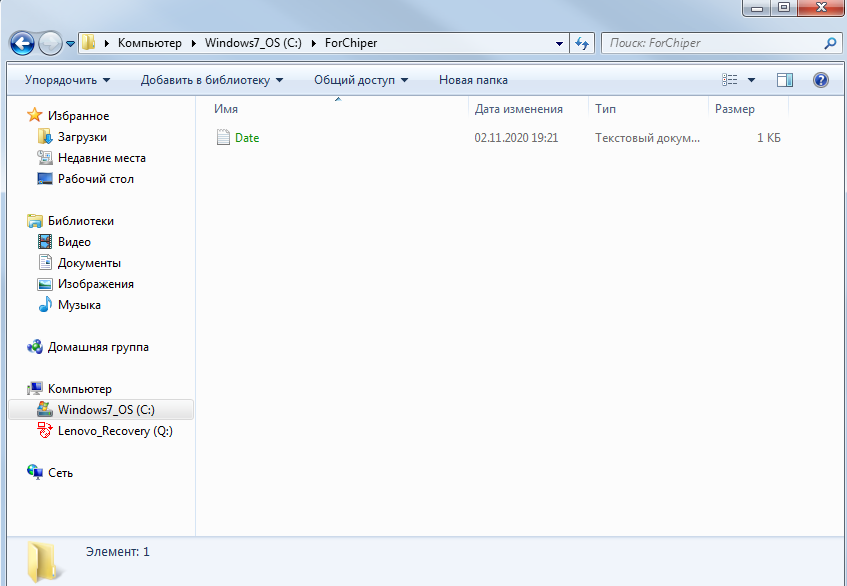 Компьютер Windows7_OS (C:) ForChiper Поиск: ForChiper
Упорядочить Добавить в библиотеку Общий доступ Новая папка
Имя Дата изменения Тип Размер
Date 02.11.2020 19:21 Текстовый докум... 1 КБ
Избранное
Загрузки
Недавние места
Рабочий стол
Библиотеки
Видео
Документы
Изображения
Музыка
Домашняя группа
Компьютер
Windows7_OS (C:)
Lenovo_Recovery (Q:)
Сеть
Элемент: 1